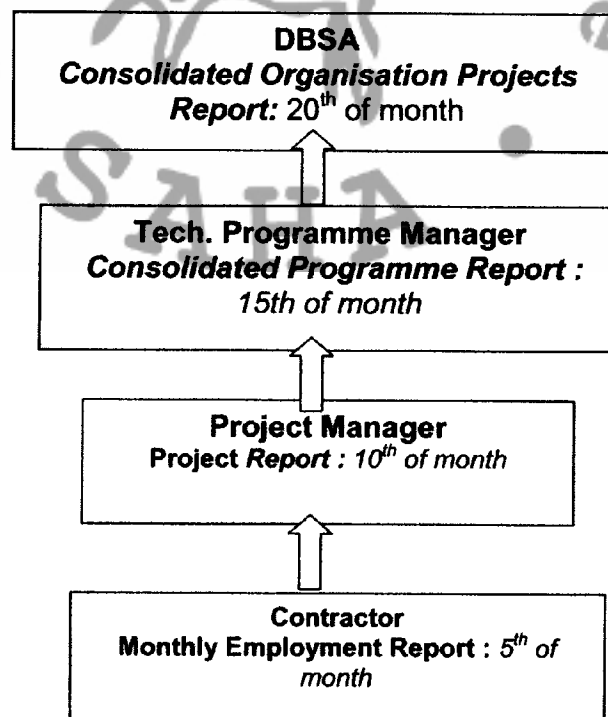 DBSA
Consolidated Organisation Projects
Report: 20th of month
SAHA
Tech. Programme Manager
Consolidated Programme Report :
15th of month
Project Manager
Project Report : 10th of month
Contractor
Monthly Employment Report : 5th of
month